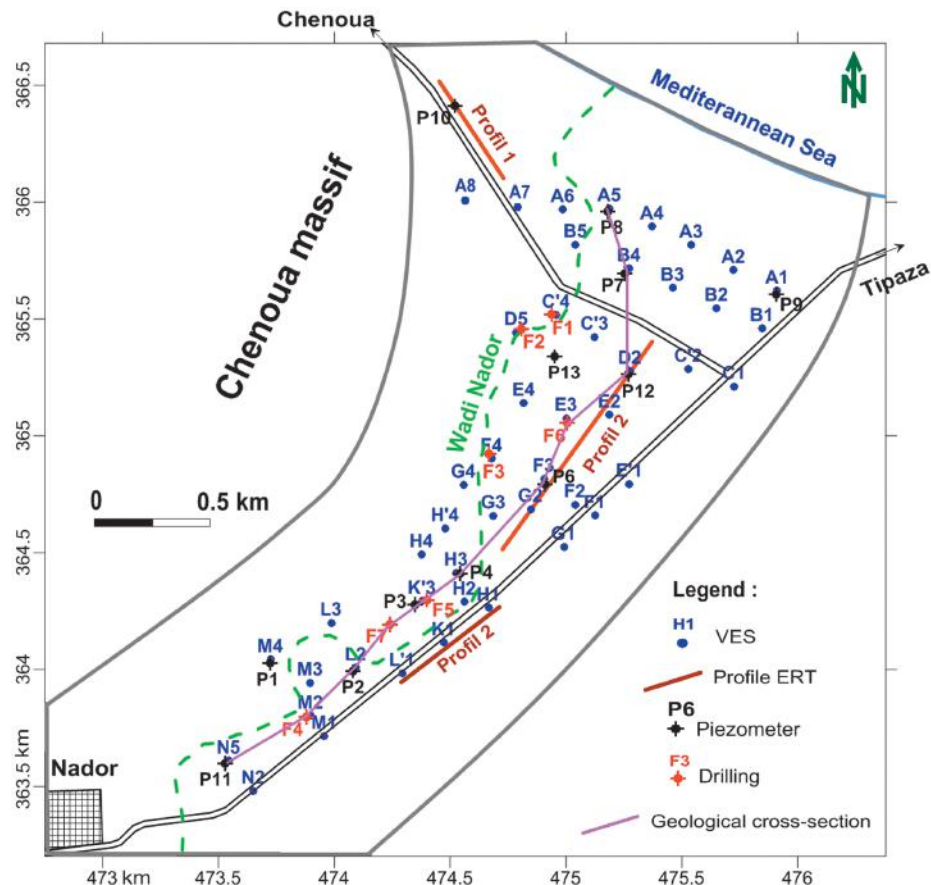 Chenoua
N
366.5
P10
Profil 1
Mediterannean Sea
Chenoua massif
366
A8
A7
A6
A5
P8
A4
B5
A3
B4
A2
P7
B3
A1
P9
Tipaza
B2
B1
365.5
C'4
D5
F1
F2
C'3
P13
D2
C'2
C1
P12
Wadi Nador
E4
E3
E2
F6
Profil 2
365
F4
F3
F3
P6
E'1
G4
G2
F2
F1
G3
0 0.5 km
H'4
G1
364.5
H4
H3
P4
K'3
H2
H1
P3
F5
F7
K1
Profil 2
L3
L2
L'1
M4
P1
M3
P2
364
M2
F4
M1
N5
P11
N2
Nador
363.5 km
Legend :
H1
VES
Profile ERT
P6
Piezometer
F3
Drilling
Geological cross-section
473 km 473.5 474 474.5 475 475.5 476